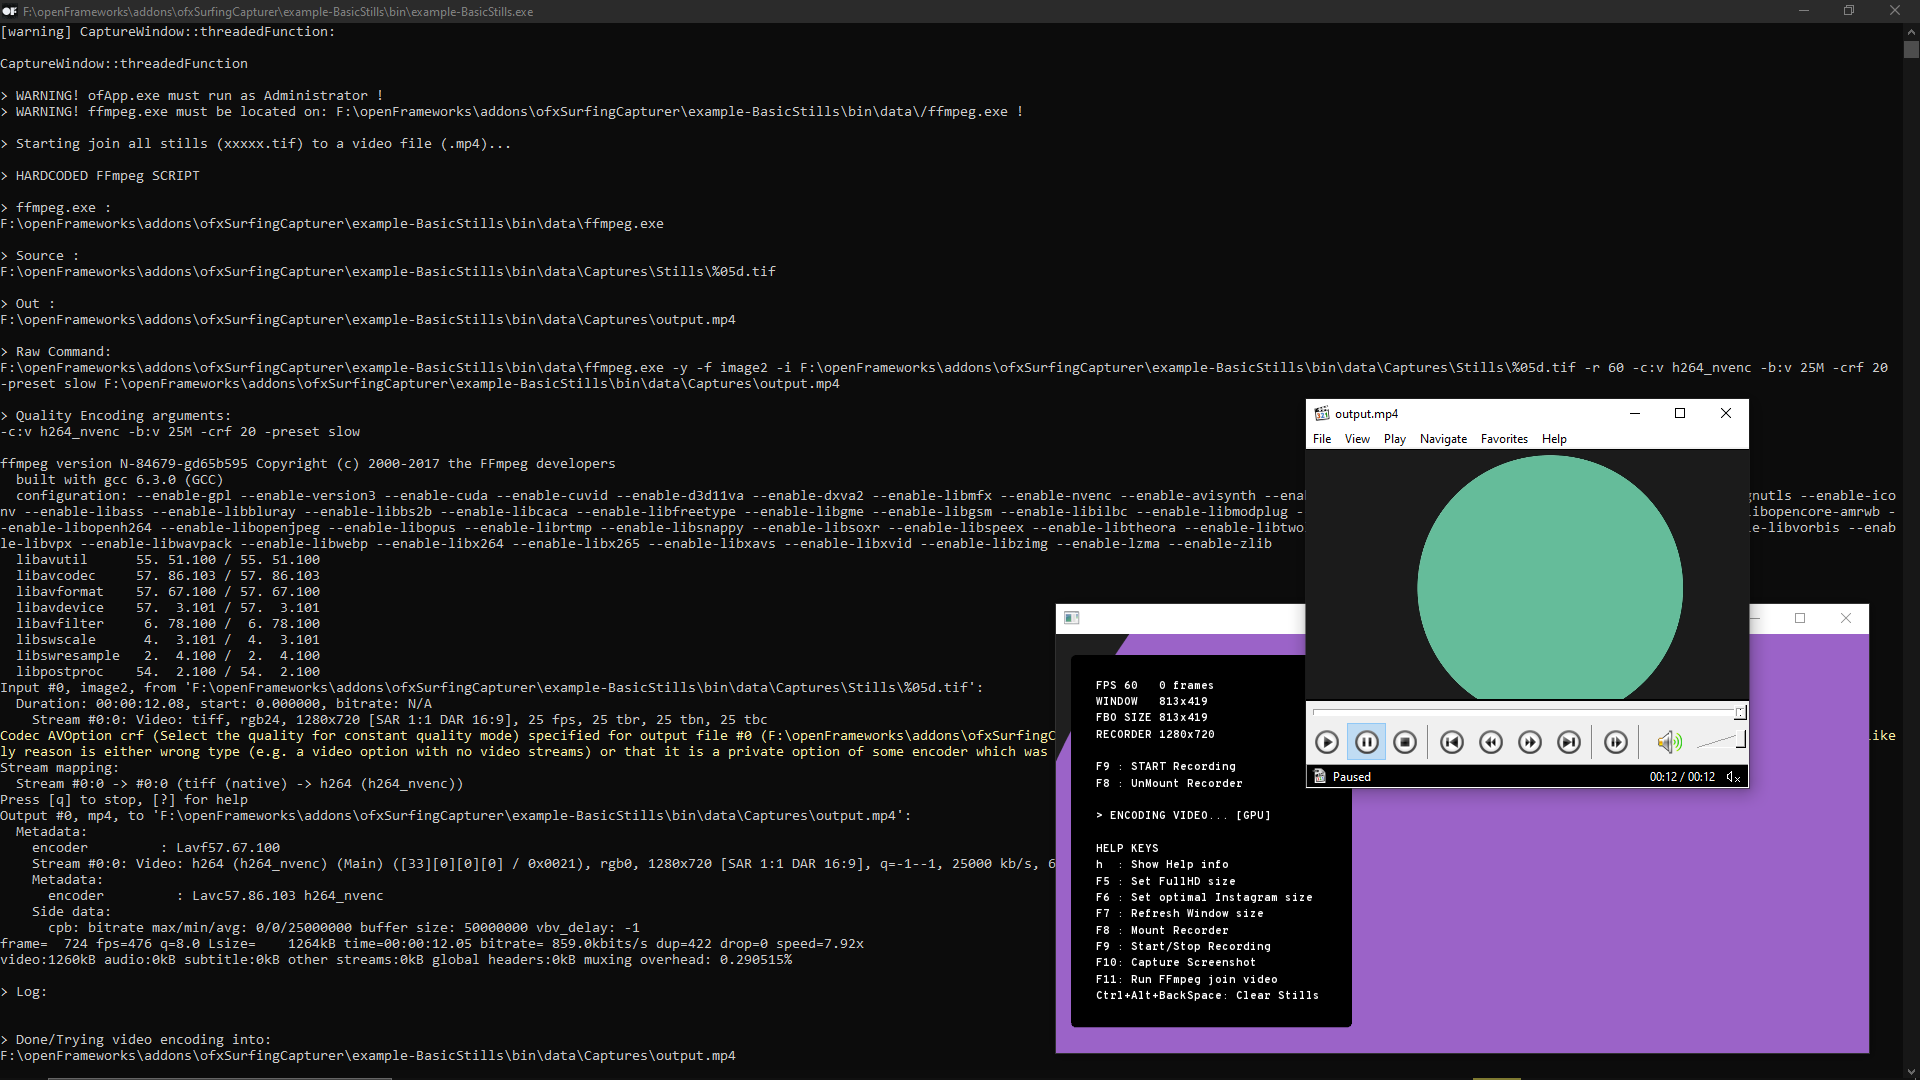 F:\openFrameworks\addons\ofxSurfingCapturer\example-BasicStills\bin\example-BasicStills.exe
[warning] CaptureWindow::threadedFunction:
CaptureWindow::threadedFunction
> WARNING! ofApp.exe must run as Administrator !
> WARNING! ffmpeg.exe must be located on: F:\openFrameworks\addons\ofxSurfingCapturer\example-BasicStills\bin\data\/ffmpeg.exe !
> Starting join all stills (xxxxx.tif) to a video file (.mp4)...
> HARDCODED FFmpeg SCRIPT
> ffmpeg.exe :
F:\openFrameworks\addons\ofxSurfingCapturer\example-BasicStills\bin\data\ffmpeg.exe
> Source :
F:\openFrameworks\addons\ofxSurfingCapturer\example-BasicStills\bin\data\Captures\Stills\%05d.tif
> Out :
F:\openFrameworks\addons\ofxSurfingCapturer\example-BasicStills\bin\data\Captures\output.mp4
> Raw Command:
F:\openFrameworks\addons\ofxSurfingCapturer\example-BasicStills\bin\data\ffmpeg.exe -y -f image2 -i F:\openFrameworks\addons\ofxSurfingCapturer\example-BasicStills\bin\data\Captures\Stills\%05d.tif -r 60 -c:v h264_nvenc -b:v 25M -crf 20
-preset slow F:\openFrameworks\addons\ofxSurfingCapturer\example-BasicStills\bin\data\Captures\output.mp4
> Quality Encoding arguments:
-c:v h264_nvenc -b:v 25M -crf 20 -preset slow
ffmpeg version N-84679-gd65b595 Copyright (c) 2000-2017 the FFmpeg developers
built with gcc 6.3.0 (GCC)
configuration: --enable-gpl --enable-version3 --enable-cuda --enable-cuvid --enable-d3d11va --enable-dxva2 --enable-libmfx --enable-nvenc --enable-avisynth --ena gnutls --enable-ico
nv --enable-libass --enable-libbluray --enable-libbs2b --enable-libcaca --enable-libfreetype --enable-libgme --enable-libgsm --enable-libilbc --enable-libmodplug - libopencore-amrwb -
-enable-libopenh264 --enable-libopenjpeg --enable-libopus --enable-librtmp --enable-libsnappy --enable-libsoxr --enable-libspeex --enable-libtheora --enable-libtwo e-libvorbis --enab
le-libvpx --enable-libwavpack --enable-libwebp --enable-libx264 --enable-libx265 --enable-libxavs --enable-libxvid --enable-libzimg --enable-lzma --enable-zlib
libavutil 55. 51.100 / 55. 51.100
libavcodec 57. 86.103 / 57. 86.103
libavformat 57. 67.100 / 57. 67.100
libavdevice 57. 3.101 / 57. 3.101
libavfilter 6. 78.100 / 6. 78.100
libswscale 4. 3.101 / 4. 3.101
libswresample 2. 4.100 / 2. 4.100
libpostproc 54. 2.100 / 54. 2.100
Input #0, image2, from 'F:\openFrameworks\addons\ofxSurfingCapturer\example-BasicStills\bin\data\Captures\Stills\%05d.tif':
Duration: 00:00:12.08, start: 0.000000, bitrate: N/A
Stream #0:0: Video: tiff, rgb24, 1280x720 [SAR 1:1 DAR 16:9], 25 fps, 25 tbr, 25 tbn, 25 tbc
Codec AVOption crf (Select the quality for constant quality mode) specified for output file #0 (F:\openFrameworks\addons\ofxSurfingC like
ly reason is either wrong type (e.g. a video option with no video streams) or that it is a private option of some encoder which was
Stream mapping:
Stream #0:0 -> #0:0 (tiff (native) -> h264 (h264_nvenc))
Press [q] to stop, [?] for help
Output #0, mp4, to 'F:\openFrameworks\addons\ofxSurfingCapturer\example-BasicStills\bin\data\Captures\output.mp4':
Metadata:
encoder : Lavf57.67.100
Stream #0:0: Video: h264 (h264_nvenc) (Main) ([33][0][0][0] / 0x0021), rgb0, 1280x720 [SAR 1:1 DAR 16:9], q=-1--1, 25000 kb/s, 6
Metadata:
encoder : Lavc57.86.103 h264_nvenc
Side data:
cpb: bitrate max/min/avg: 0/0/25000000 buffer size: 50000000 vbv_delay: -1
frame= 724 fps=476 q=8.0 Lsize= 1264kB time=00:00:12.05 bitrate= 859.0kbits/s dup=422 drop=0 speed=7.92x
video:1260kB audio:0kB subtitle:0kB other streams:0kB global headers:0kB muxing overhead: 0.290515%
> Log:
> Done/Trying video encoding into:
F:\openFrameworks\addons\ofxSurfingCapturer\example-BasicStills\bin\data\Captures\output.mp4
output.mp4
File View Play Navigate Favorites Help
Paused 00:12 / 00:12
FPS 60 0 frames
WINDOW 813x419
FBO SIZE 813x419
RECORDER 1280x720
F9 : START Recording
F8 : UnMount Recorder
> ENCODING VIDEO... [GPU]
HELP KEYS
h : Show Help info
F5 : Set FullHD size
F6 : Set optimal Instagram size
F7 : Refresh Window size
F8 : Mount Recorder
F9 : Start/Stop Recording
F10: Capture Screenshot
F11: Run FFmpeg join video
Ctrl+Alt+BackSpace: Clear Stills